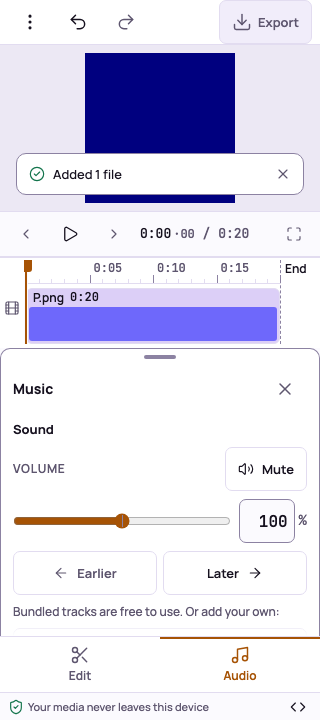 Export
Added 1 file
0:00·00 / 0:20
0:05 0:10 0:15 End
P.png 0:20
Music
Sound
VOLUME Mute
100 %
Earlier Later
Bundled tracks are free to use. Or add your own:
Edit Audio
Your media never leaves this device